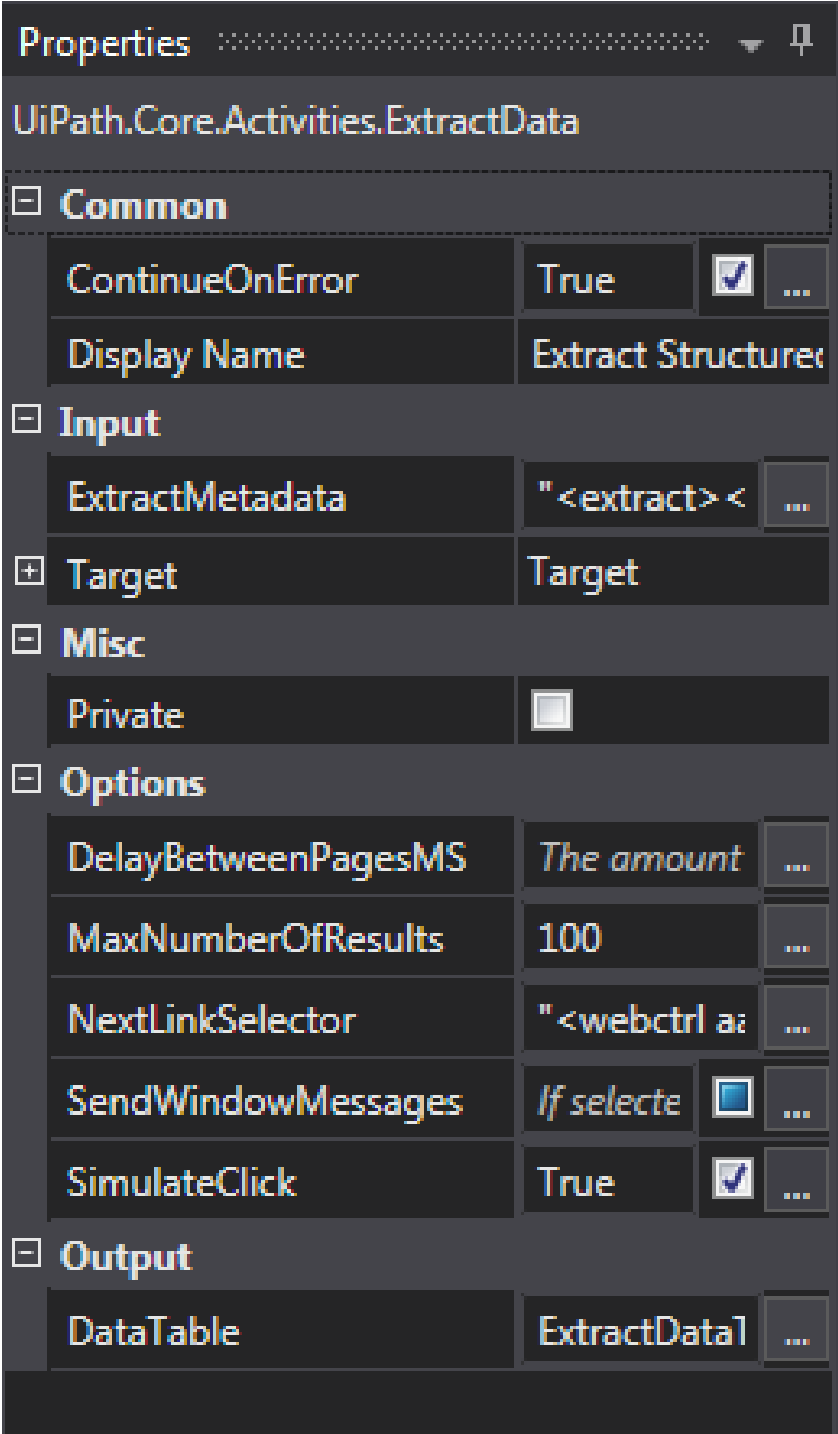 Properties
UiPath.Core.Activities.ExtractData
Common
ContinueOnError True ...
Display Name Extract Structured
Input
ExtractMetadata "<extract>< ...
Target Target
Misc
Private
Options
DelayBetweenPagesMS The amount ...
MaxNumberOfResults 100 ...
NextLinkSelector "<webctrl aa ...
SendWindowMessages If selecte ...
SimulateClick True ...
Output
DataTable ExtractDataT ...